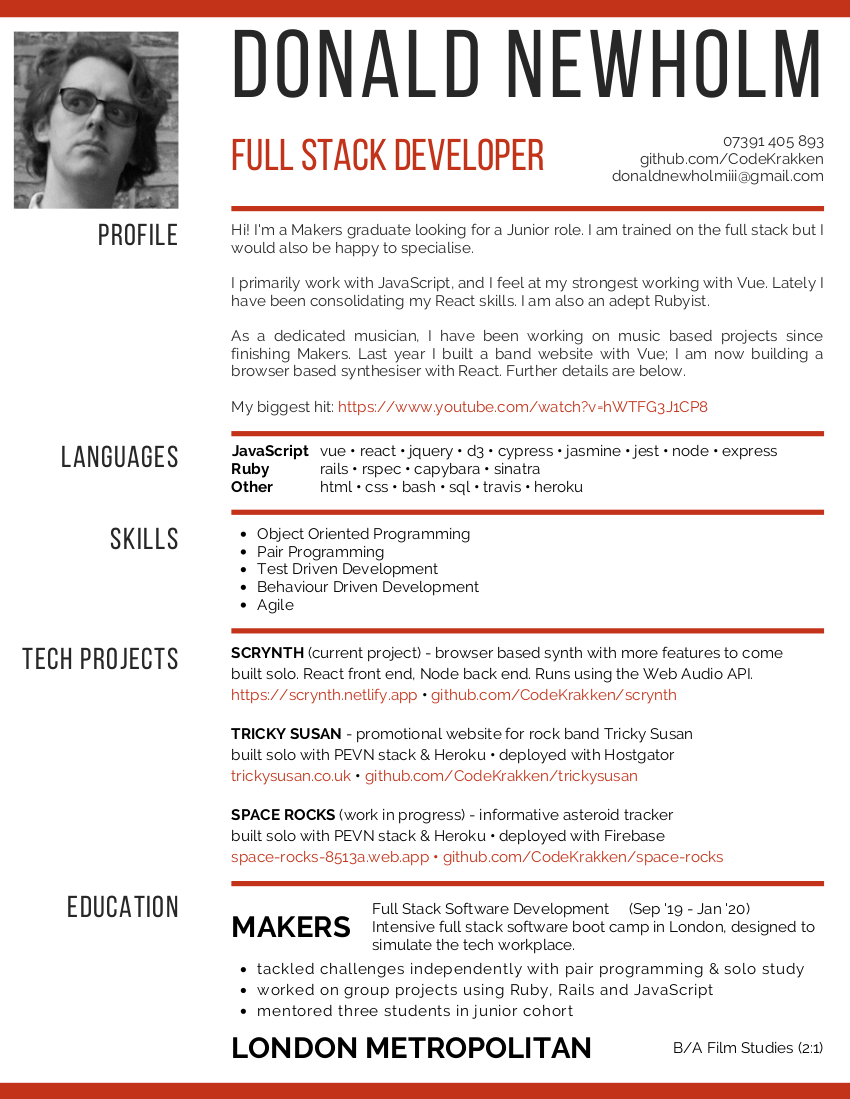 DONALD NEWHOLM
FULL STACK DEVELOPER
07391 405 893
github.com/CodeKrakken
donaldnewholmiii@gmail.com
PROFILE
Hi! I'm a Makers graduate looking for a Junior role. I am trained on the full stack but I
would also be happy to specialise.
I primarily work with JavaScript, and I feel at my strongest working with Vue. Lately I
have been consolidating my React skills. I am also an adept Rubyist.
As a dedicated musician, I have been working on music based projects since
finishing Makers. Last year I built a band website with Vue; I am now building a
browser based synthesiser with React. Further details are below.
My biggest hit: https://www.youtube.com/watch?v=hWTFG3J1CP8
LANGUAGES
JavaScript vue • react • jquery • d3 • cypress • jasmine • jest • node • express
Ruby rails • rspec • capybara • sinatra
Other html • css • bash • sql • travis • heroku
SKILLS
• Object Oriented Programming
• Pair Programming
• Test Driven Development
• Behaviour Driven Development
• Agile
TECH PROJECTS
SCRYNTH (current project) - browser based synth with more features to come
built solo. React front end, Node back end. Runs using the Web Audio API.
https://scrynth.netlify.app • github.com/CodeKrakken/scrynth
TRICKY SUSAN - promotional website for rock band Tricky Susan
built solo with PEVN stack & Heroku • deployed with Hostgator
trickysusan.co.uk • github.com/CodeKrakken/trickysusan
SPACE ROCKS (work in progress) - informative asteroid tracker
built solo with PEVN stack & Heroku • deployed with Firebase
space-rocks-8513a.web.app • github.com/CodeKrakken/space-rocks
EDUCATION
MAKERS
Full Stack Software Development (Sep '19 - Jan '20)
Intensive full stack software boot camp in London, designed to
simulate the tech workplace.
• tackled challenges independently with pair programming & solo study
• worked on group projects using Ruby, Rails and JavaScript
• mentored three students in junior cohort
LONDON METROPOLITAN B/A Film Studies (2:1)